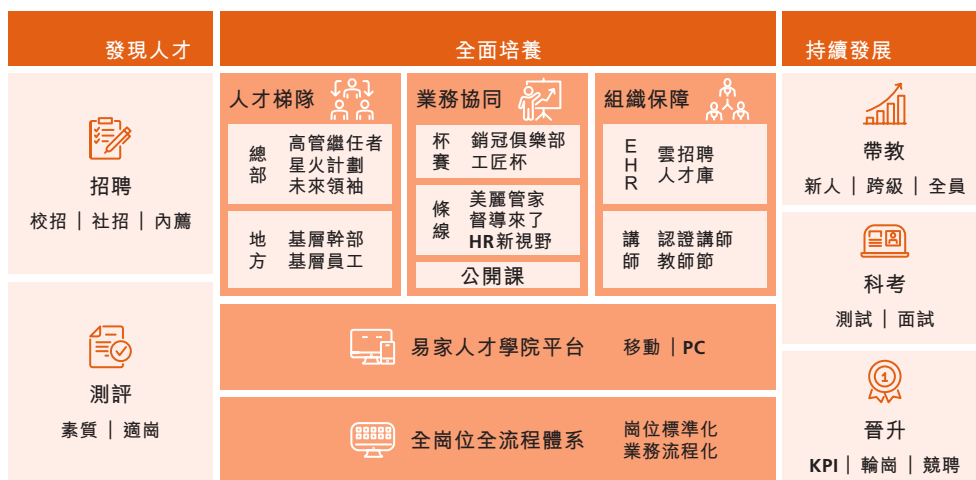 發現人才
招聘
校招｜社招｜內薦
測評
素質｜適崗
全面培養
人才梯隊
總部
高管繼任者
星火計劃
未來領袖
地方
基層幹部
基層員工
業務協同
杯賽
銷冠俱樂部
工匠杯
條線
美麗管家
督導來了
HR新視野
公開課
組織保障
EHR
雲招聘
人才庫
講師
認證講師
教師節
易家人才學院平台
移動｜PC
全崗位全流程體系
崗位標準化
業務流程化
持續發展
帶教
新人｜跨級｜全員
科考
測試｜面試
1
晉升
KPI｜輪崗｜競聘